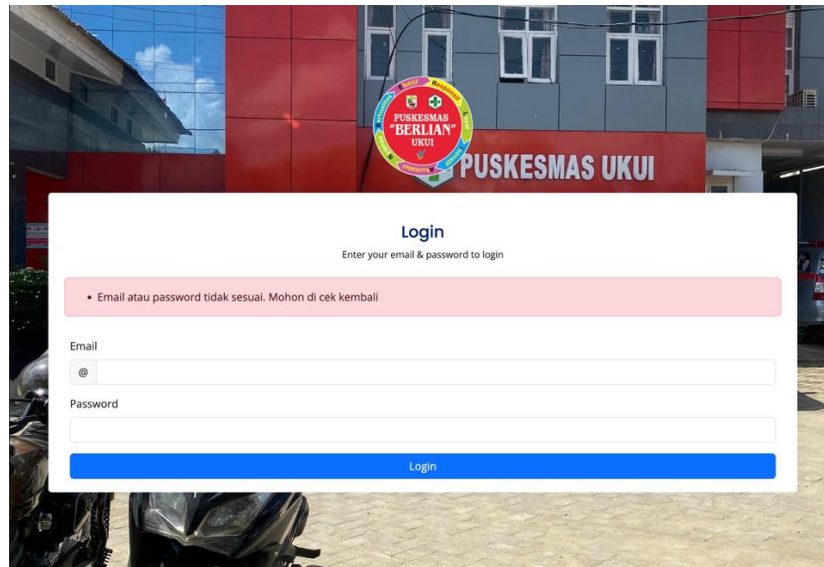 Responsif
PUSKESMAS
"BERLIAN"
UKUI
PUSKESMAS UKUI
Login
Enter your email & password to login
• Email atau password tidak sesuai. Mohon di cek kembali
Email
@
Password
Login